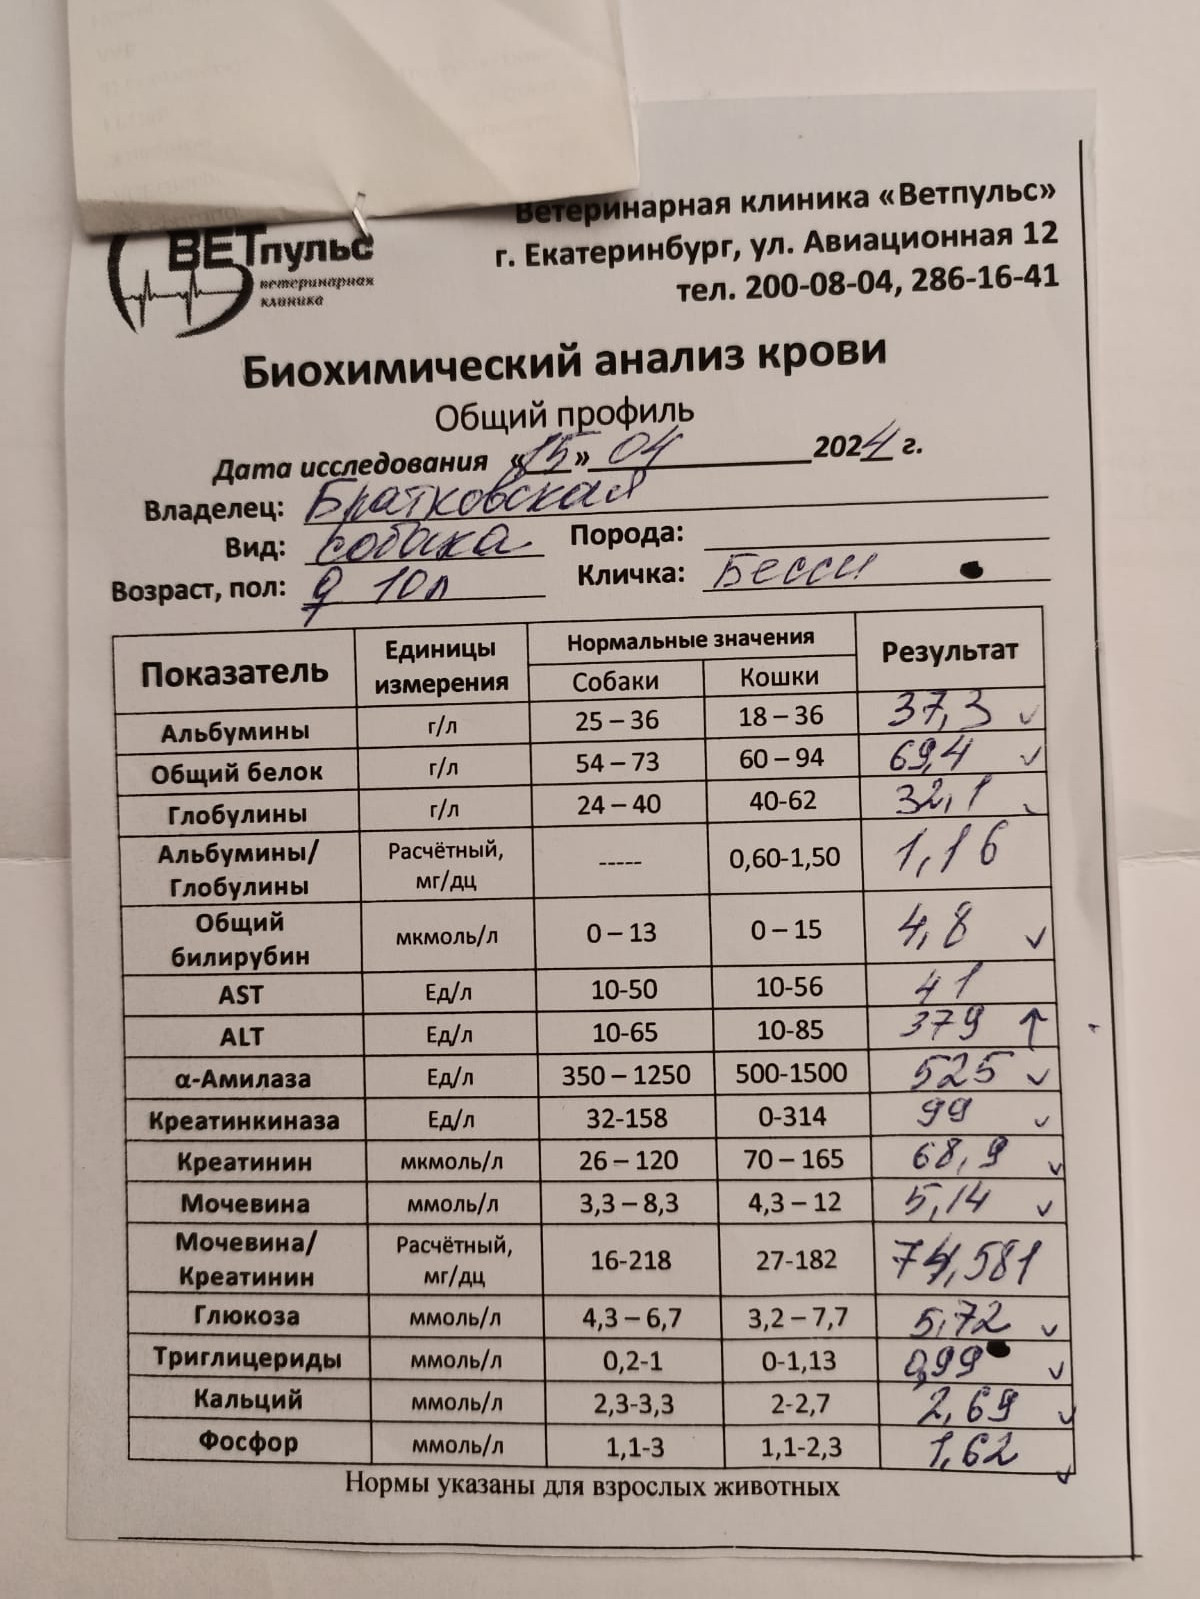 Ветеринарная клиника «Ветпульс»
ВЕТпульс
г. Екатеринбург, ул. Авиационная 12
ветеринарная
клиника
тел. 200-08-04, 286-16-41
Биохимический анализ крови
Общий профиль
Дата исследования «15» 04 2024 г.
Владелец: Братковская
Вид: собака Порода:
Возраст, пол: ♀ 10л Кличка: Бесси
Показатель Единицы измерения Нормальные значения Результат
Собаки Кошки
Альбумины г/л 25 – 36 18 – 36 37,3 ✓
Общий белок г/л 54 – 73 60 – 94 69,4 ✓
Глобулины г/л 24 – 40 40-62 32,1 ✓
Альбумины/ Глобулины Расчётный, мг/дц ----- 0,60-1,50 1,16
Общий билирубин мкмоль/л 0 – 13 0 – 15 4,8 ✓
AST Ед/л 10-50 10-56 41
ALT Ед/л 10-65 10-85 379 ↑
α-Амилаза Ед/л 350 – 1250 500-1500 525 ✓
Креатинкиназа Ед/л 32-158 0-314 99 ✓
Креатинин мкмоль/л 26 – 120 70 – 165 68,9 ✓
Мочевина ммоль/л 3,3 – 8,3 4,3 – 12 5,14 ✓
Мочевина/ Креатинин Расчётный, мг/дц 16-218 27-182 74,581
Глюкоза ммоль/л 4,3 – 6,7 3,2 – 7,7 5,72 ✓
Триглицериды ммоль/л 0,2-1 0-1,13 0,99 ✓
Кальций ммоль/л 2,3-3,3 2-2,7 2,69 ✓
Фосфор ммоль/л 1,1-3 1,1-2,3 1,62 ✓
Нормы указаны для взрослых животных